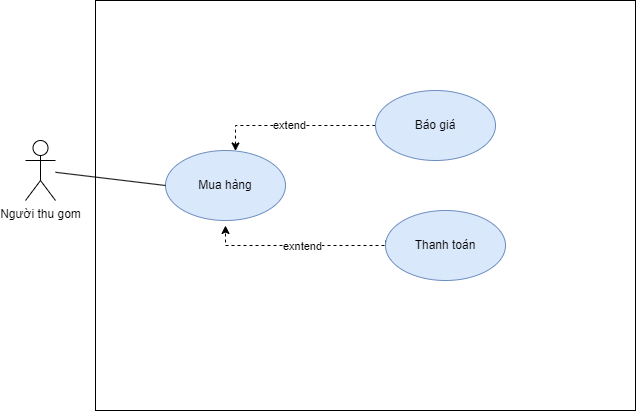 extend
Báo giá
Mua hàng
Người thu gom
exntend
Thanh toán